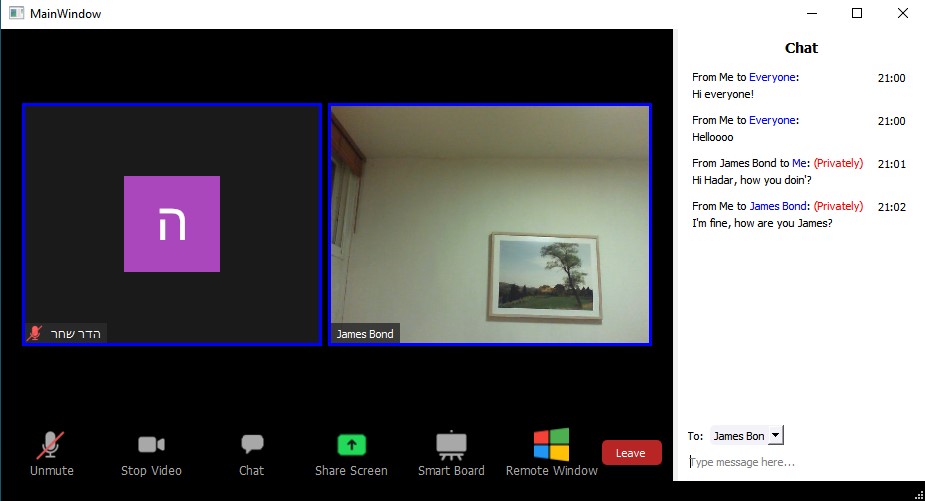 MainWindow
ה
הדר שחר
James Bond
Unmute
Stop Video
Chat
Share Screen
Smart Board
Remote Window
Leave
Chat
From Me to Everyone: 21:00
Hi everyone!
From Me to Everyone: 21:00
Helloooo
From James Bond to Me: (Privately) 21:01
Hi Hadar, how you doin'?
From Me to James Bond: (Privately) 21:02
I'm fine, how are you James?
To: James Bon
Type message here...